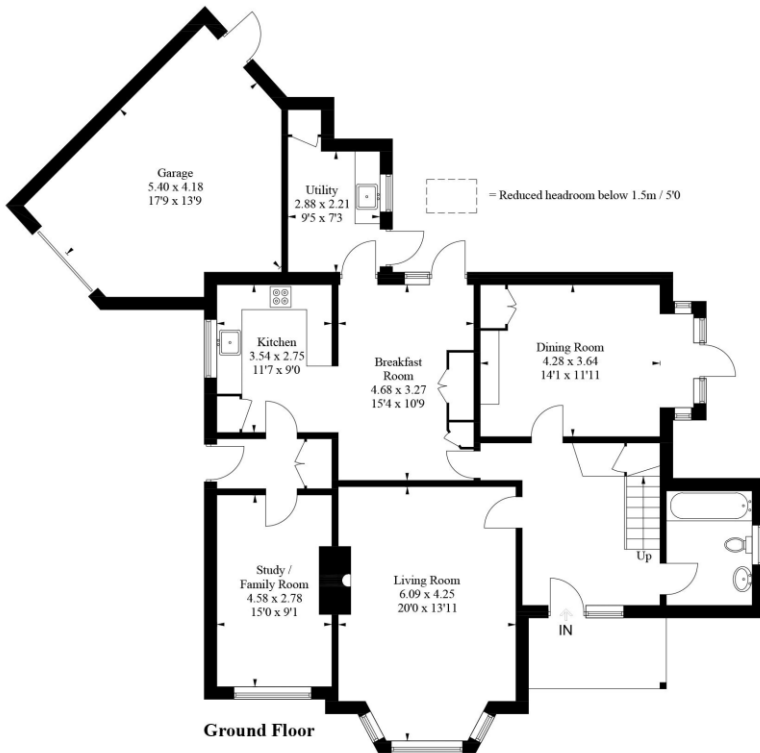 Garage
5.40 x 4.18
17'9 x 13'9
Utility
2.88 x 2.21
9'5 x 7'3
= Reduced headroom below 1.5m / 5'0
Kitchen
3.54 x 2.75
11'7 x 9'0
Breakfast
Room
4.68 x 3.27
15'4 x 10'9
Dining Room
4.28 x 3.64
14'1 x 11'11
Study /
Family Room
4.58 x 2.78
15'0 x 9'1
Living Room
6.09 x 4.25
20'0 x 13'11
Up
IN
Ground Floor